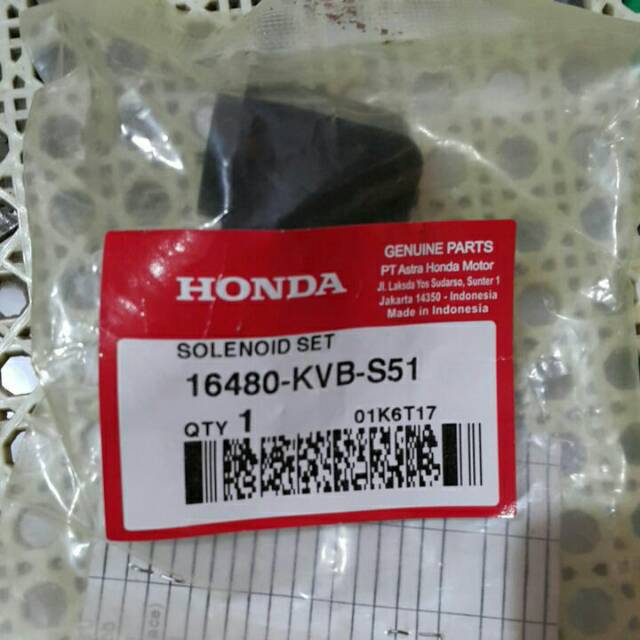 GENUINE PARTS
PT Astra Honda Motor
Jl. Laksda Yos Sudarso, Sunter 1
Jakarta 14350 - Indonesia
Made in Indonesia
HONDA
SOLENOID SET
16480-KVB-S51
QTY 1 01K6T17